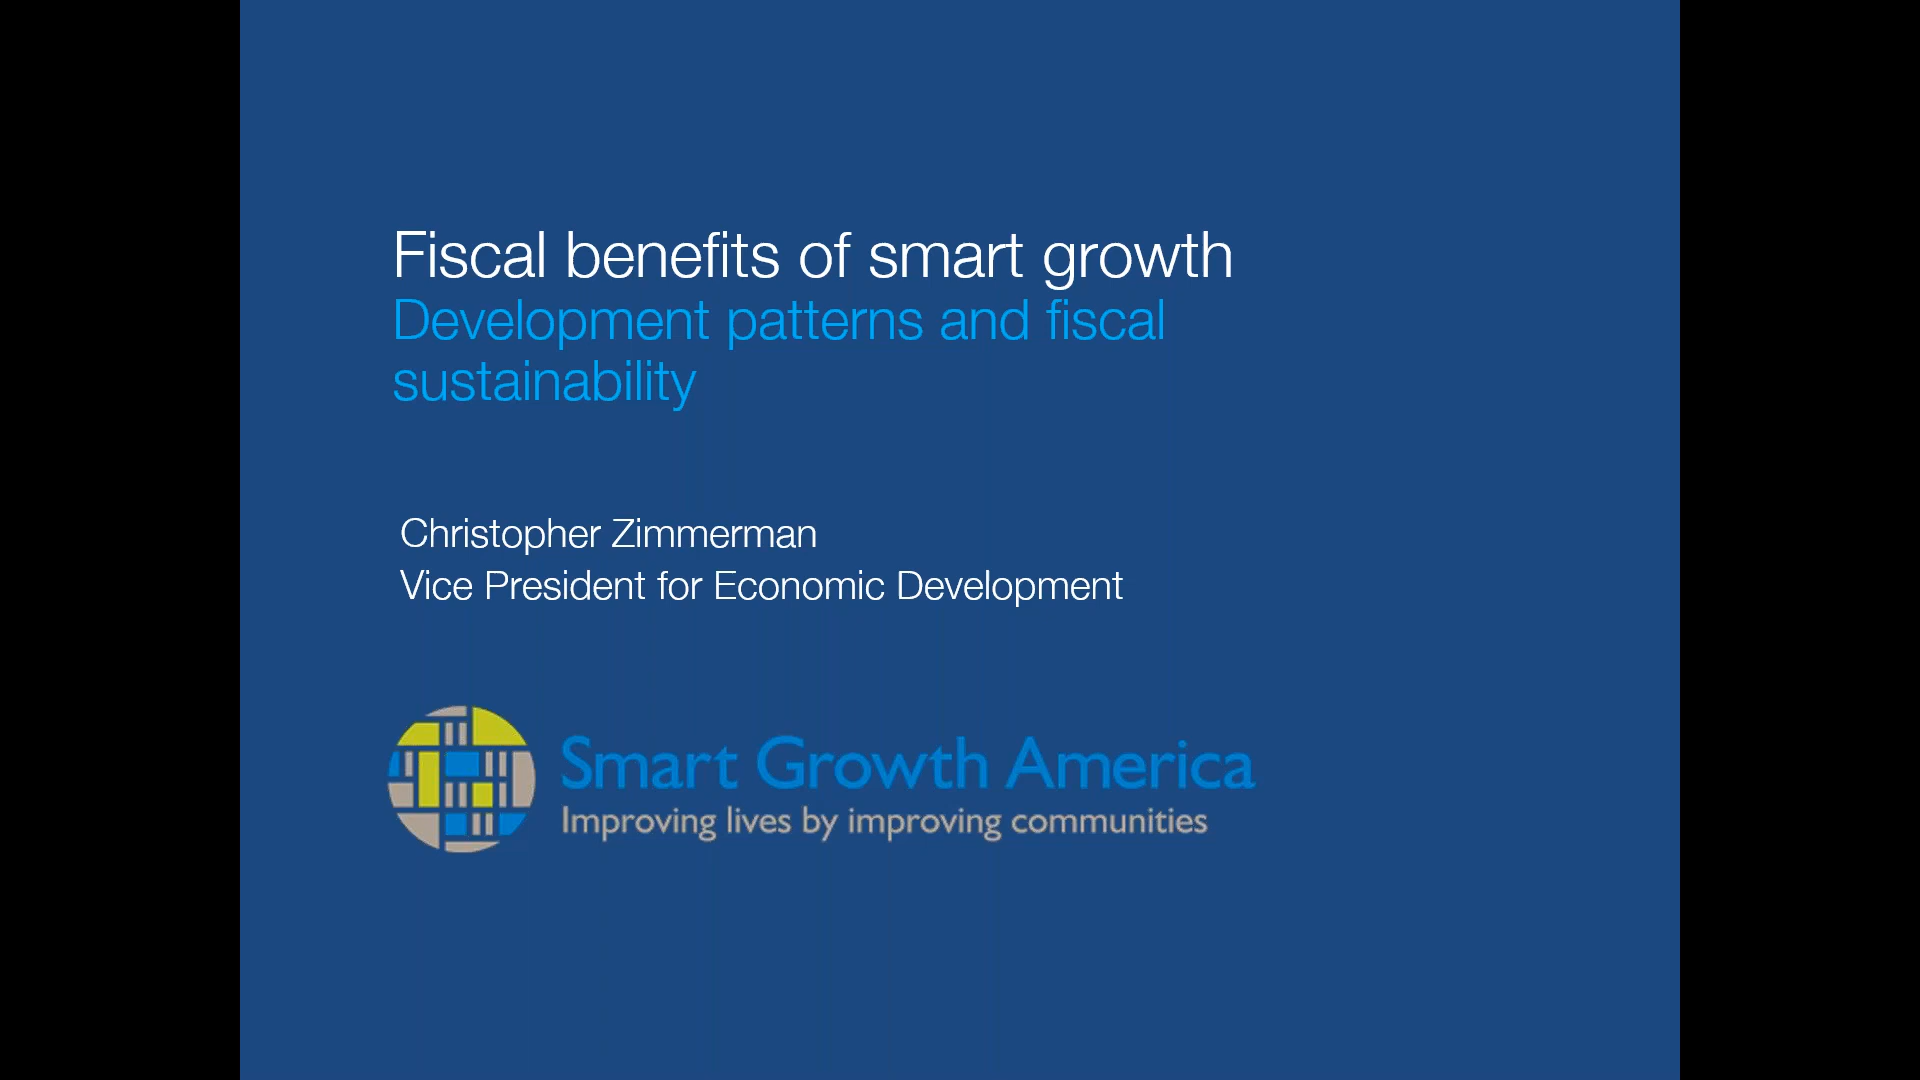 Fiscal benefits of smart growth
Development patterns and fiscal
sustainability
Christopher Zimmerman
Vice President for Economic Development
Smart Growth America
Improving lives by improving communities